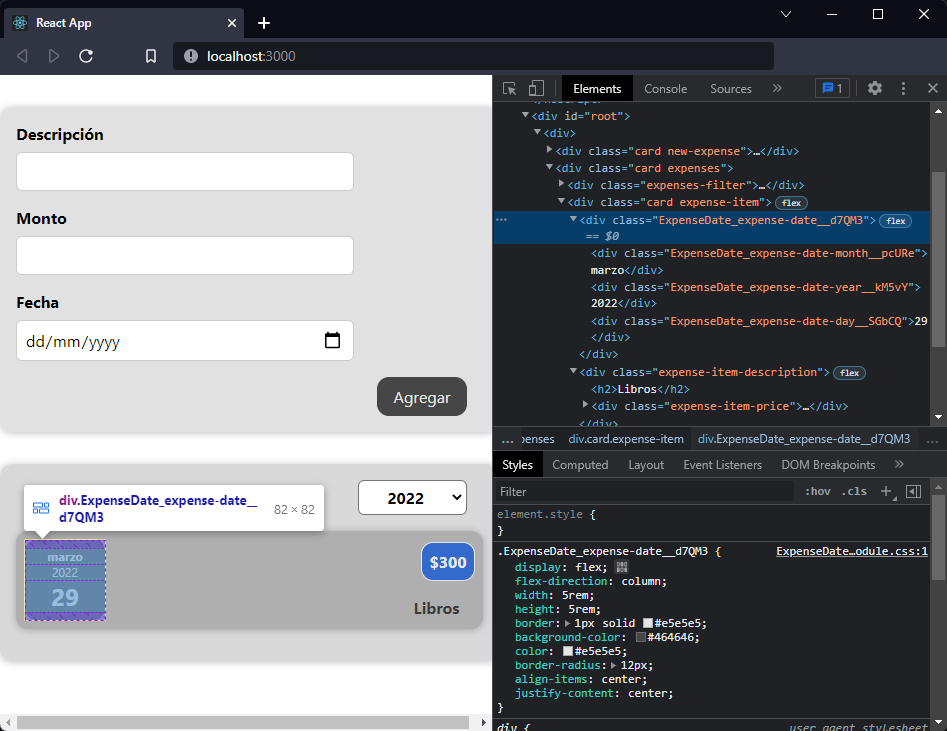 React App
localhost:3000
Descripción
Monto
Fecha
dd/mm/yyyy
Agregar
2022
div.ExpenseDate_expense-date__
d7QM3
82 × 82
marzo
2022
29
$300
Libros
Elements
Console
Sources
1
<div id="root">
<div>
<div class="card new-expense">…</div>
<div class="card expenses">
<div class="expenses-filter">…</div>
<div class="card expense-item"> flex
<div class="ExpenseDate_expense-date__d7QM3"> flex
== $0
<div class="ExpenseDate_expense-date-month__pcURe">
marzo</div>
<div class="ExpenseDate_expense-date-year__kM5vY">
2022</div>
<div class="ExpenseDate_expense-date-day__SGbCQ">29
</div>
</div>
<div class="expense-item-description"> flex
<h2>Libros</h2>
<div class="expense-item-price">…</div>
</div>
… penses div.card.expense-item div.ExpenseDate_expense-date__d7QM3 …
Styles Computed Layout Event Listeners DOM Breakpoints
Filter :hov .cls
element.style {
}
.ExpenseDate_expense-date__d7QM3 { ExpenseDate…odule.css:1
display: flex;
flex-direction: column;
width: 5rem;
height: 5rem;
border: 1px solid #e5e5e5;
background-color: #464646;
color: #e5e5e5;
border-radius: 12px;
align-items: center;
justify-content: center;
}
div { user agent stylesheet